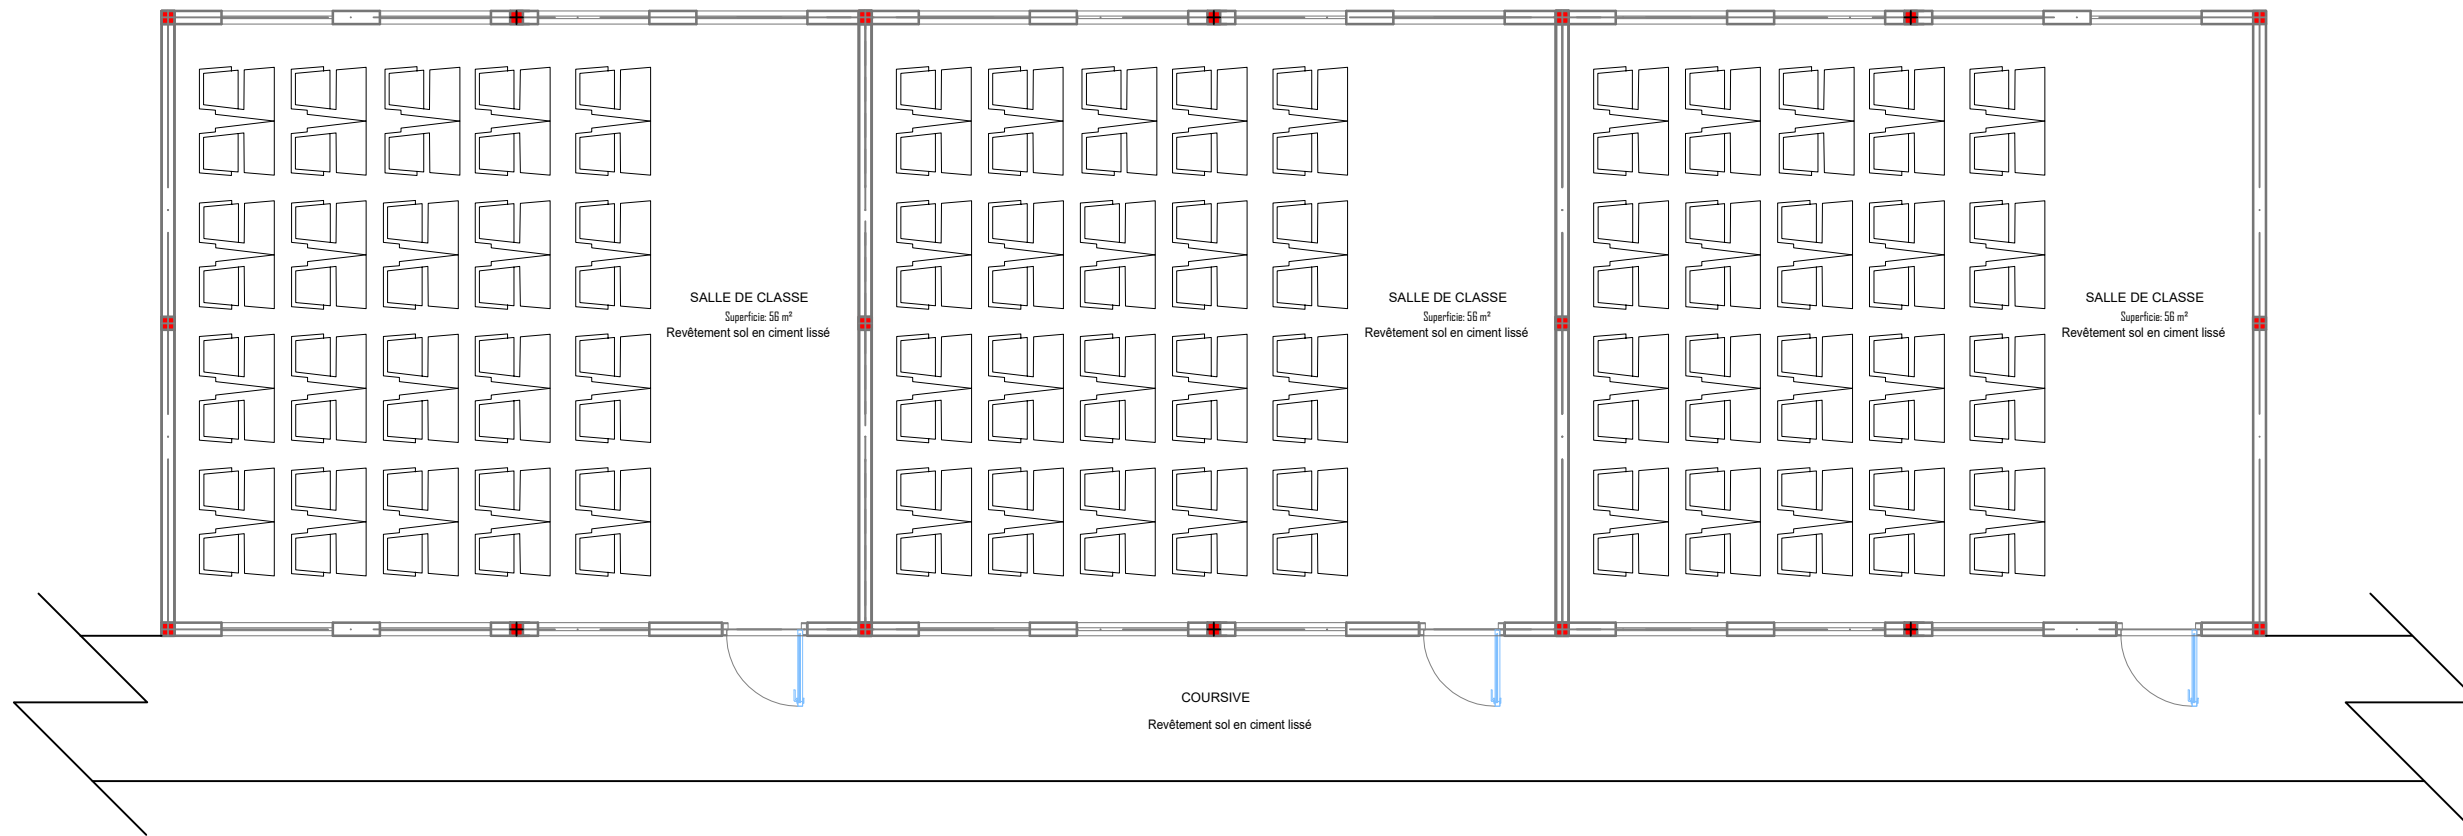 SALLE DE CLASSE
Superficie: 56 m²
Revêtement sol en ciment lissé
SALLE DE CLASSE
Superficie: 56 m²
Revêtement sol en ciment lissé
SALLE DE CLASSE
Superficie: 56 m²
Revêtement sol en ciment lissé
COURSIVE
Revêtement sol en ciment lissé